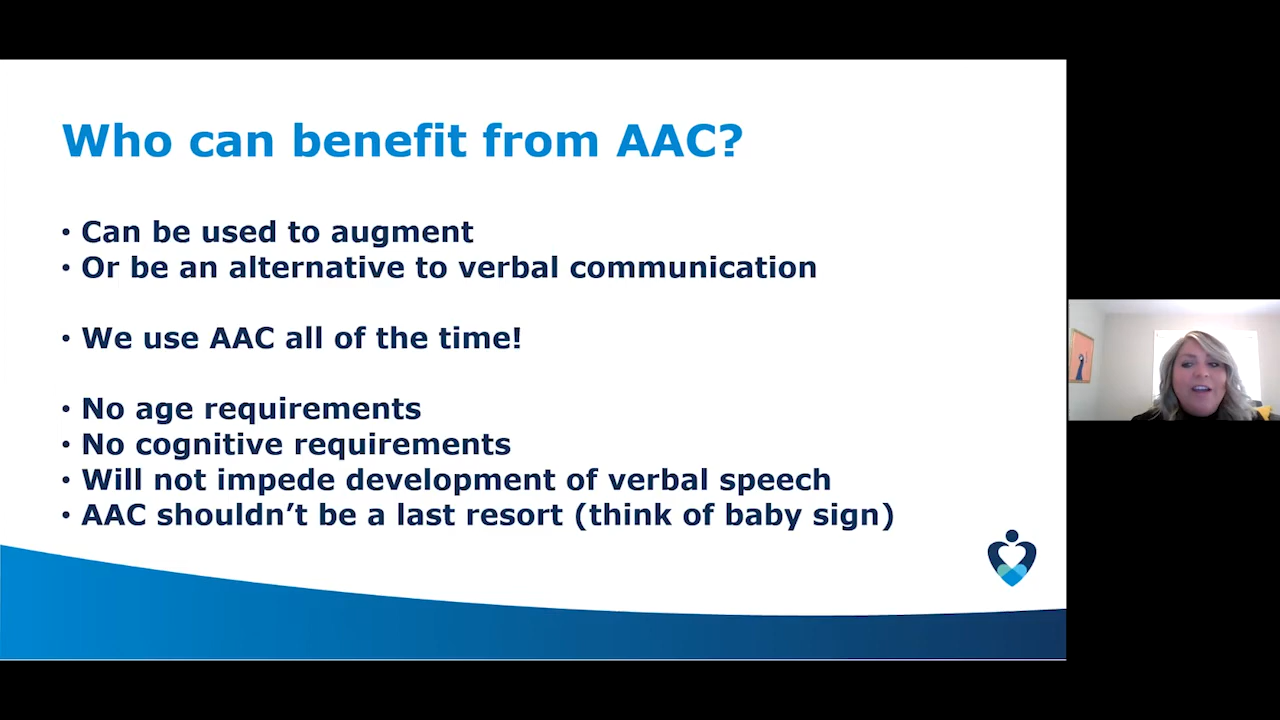 Who can benefit from AAC?
• Can be used to augment
• Or be an alternative to verbal communication
• We use AAC all of the time!
• No age requirements
• No cognitive requirements
• Will not impede development of verbal speech
• AAC shouldn’t be a last resort (think of baby sign)